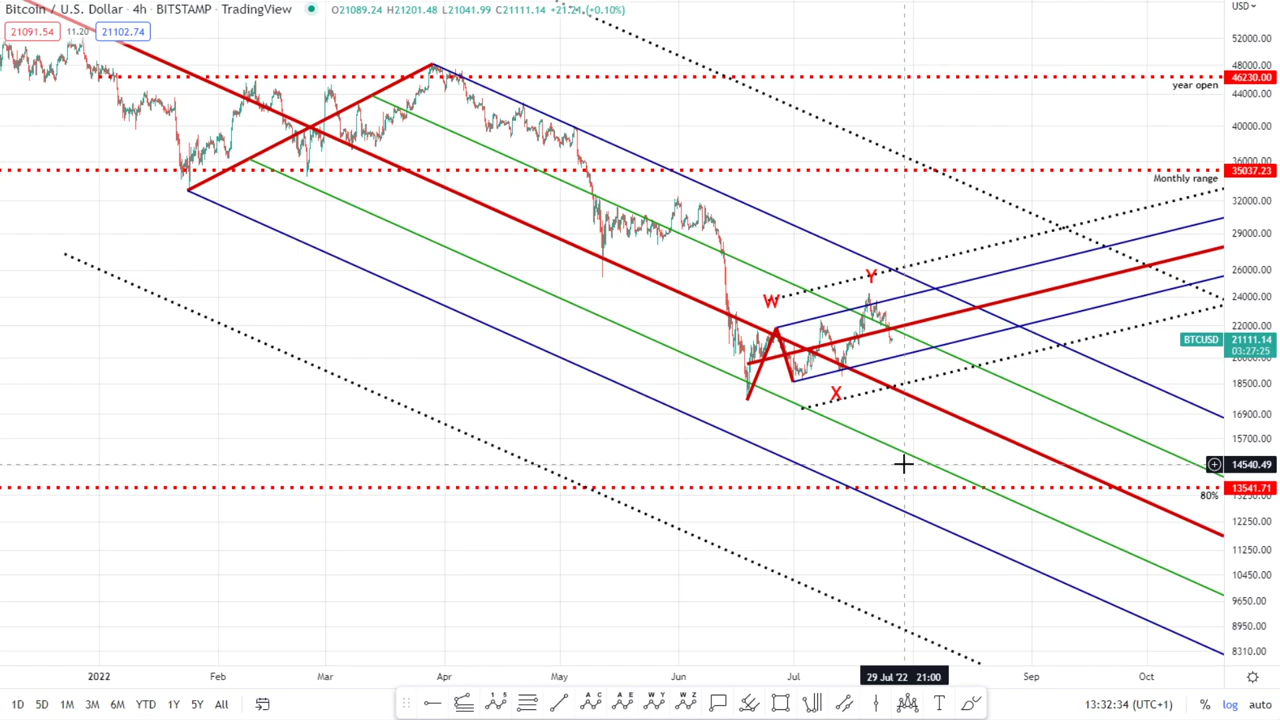 Bitcoin / U.S. Dollar - 4h - BITSTAMP - TradingView
O21089.24 H21201.48 L21041.99 C21111.14 +21.21 (+0.10%)
USD
21091.54 11.20 21102.74
52000.00
48000.00
46230.00
year open
44000.00
40000.00
36000.00
35037.23
Monthly range
32000.00
29000.00
26000.00
Y
W
24000.00
22000.00
BTCUSD 21111.14
03:27:25
20000.00
18500.00
X
16900.00
15700.00
14540.49
13541.71
80%
13250.00
12250.00
11250.00
10450.00
9650.00
8950.00
8310.00
2022 Feb Mar Apr May Jun Jul 29 Jul '22 21:00 Sep Oct
1D 5D 1M 3M 6M YTD 1Y 5Y All
1 5 A C A E W Y W Z T
13:32:34 (UTC+1) % log auto